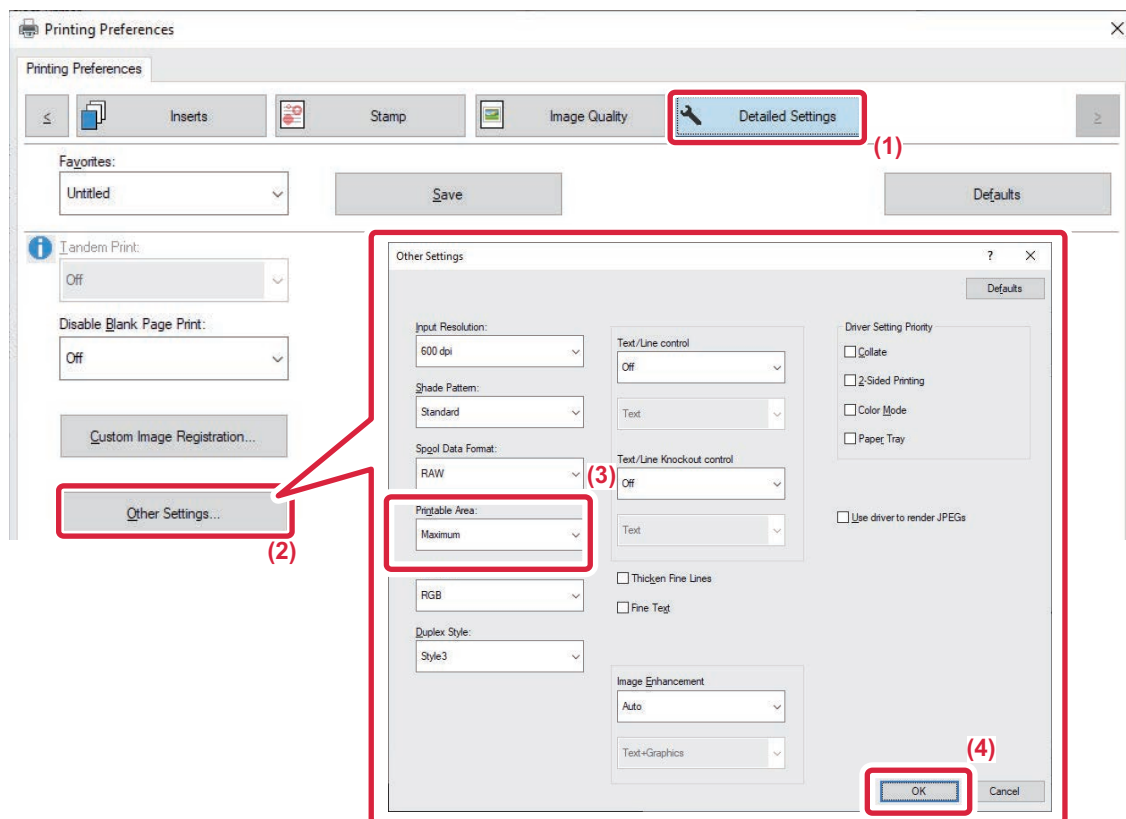 Printing Preferences
Printing Preferences
<
Inserts
Stamp
Image Quality
Detailed Settings
>
(1)
Favorites:
Untitled
Save
Defaults
Tandem Print:
Off
Disable Blank Page Print:
Off
Custom Image Registration...
Other Settings...
(2)
Other Settings
?
Defaults
Input Resolution:
600 dpi
Shade Pattern:
Standard
Spool Data Format:
RAW
(3)
Printable Area:
Maximum
RGB
Duplex Style:
Style3
Text/Line control
Off
Text
Text/Line Knockout control
Off
Text
Thicken Fine Lines
Fine Text
Image Enhancement
Auto
Text+Graphics
Driver Setting Priority
Collate
2-Sided Printing
Color Mode
Paper Tray
Use driver to render JPEGs
(4)
OK
Cancel